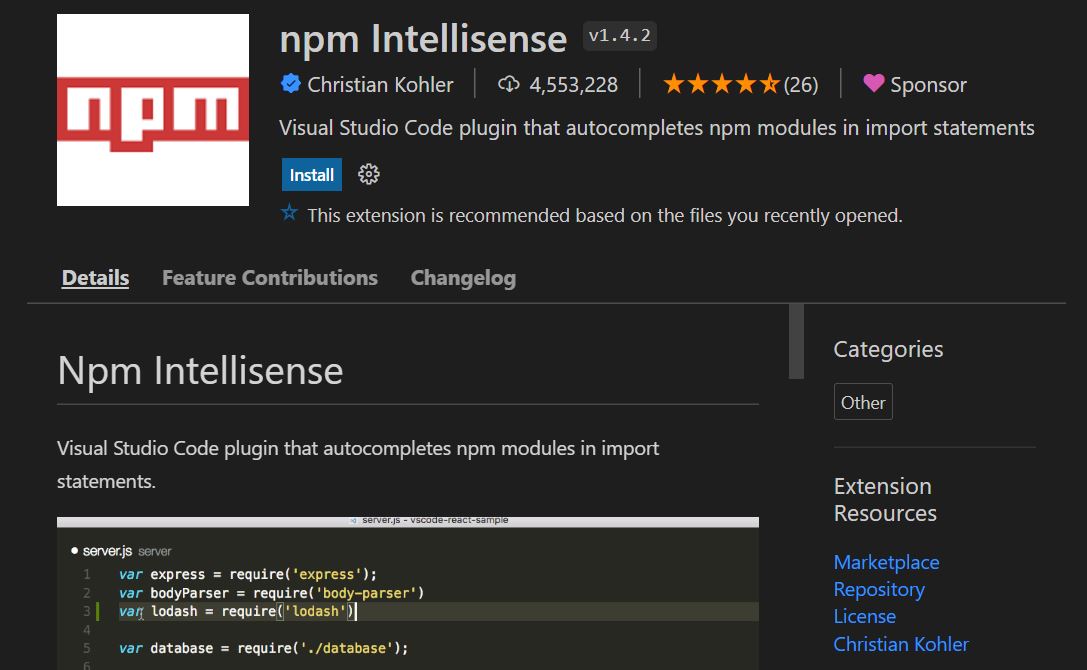 npm Intellisense v1.4.2
npm
Christian Kohler 4,553,228 (26) Sponsor
Visual Studio Code plugin that autocompletes npm modules in import statements
Install
This extension is recommended based on the files you recently opened.
Details Feature Contributions Changelog
Npm Intellisense
Visual Studio Code plugin that autocompletes npm modules in import
statements.
server.js - vscode-react-sample
server.js server
1 var express = require('express');
2 var bodyParser = require('body-parser')
3 var lodash = require('lodash')
4
5 var database = require('./database');
6
Categories
Other
Extension
Resources
Marketplace
Repository
License
Christian Kohler